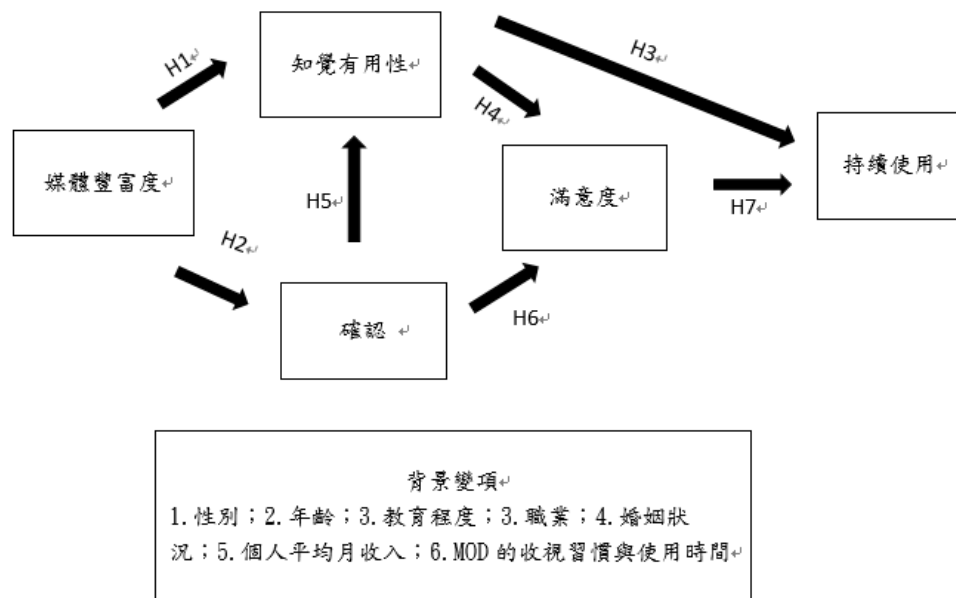 知覺有用性↵
H1↵
H3↵
H4↵
媒體豐富度↵
滿意度↵
持續使用↵
H5↵
H7↵
H2↵
確認 ↵
H6↵
背景變項↵
1.性別；2.年齡；3.教育程度；3.職業；4.婚姻狀
況；5.個人平均月收入；6.MOD 的收視習慣與使用時間↵